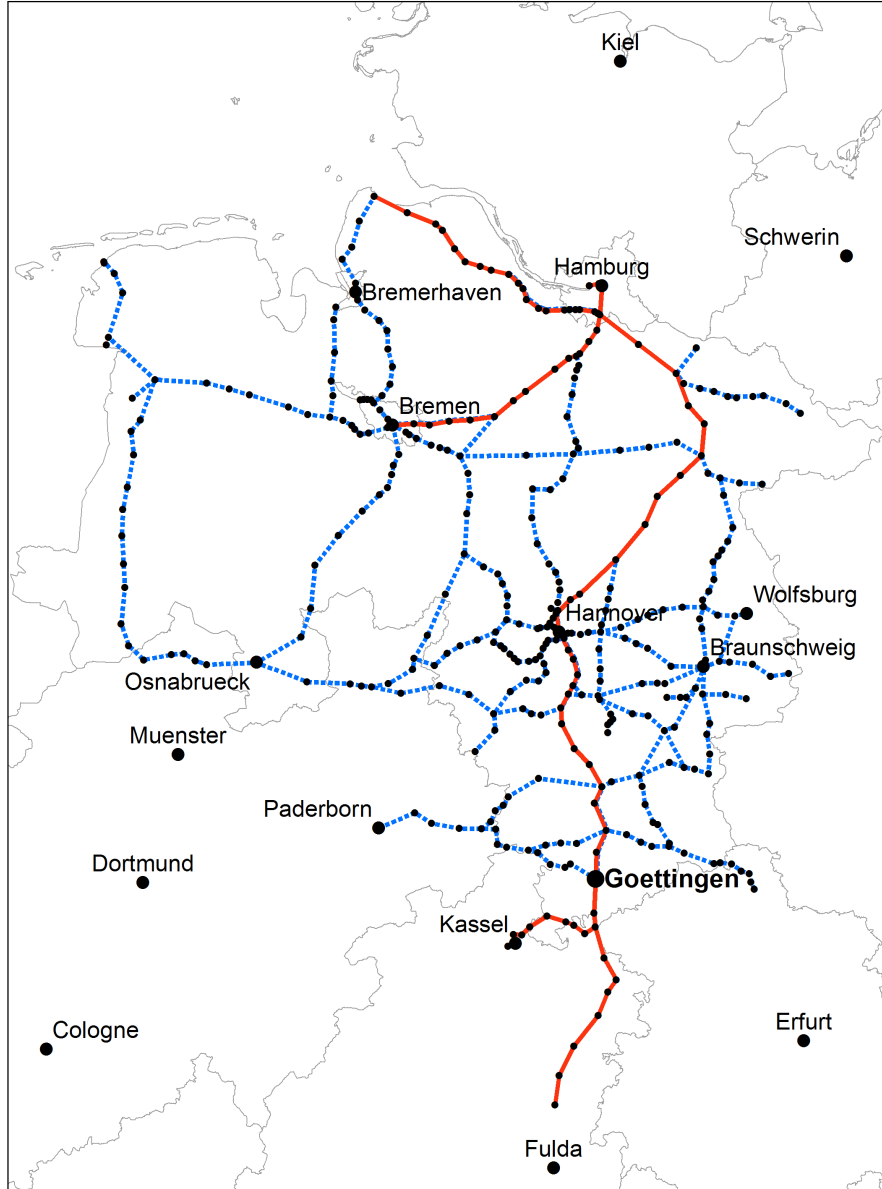 Kiel
Schwerin
Hamburg
Bremerhaven
Bremen
Wolfsburg
Hannover
Braunschweig
Osnabrueck
Muenster
Paderborn
Dortmund
Goettingen
Kassel
Erfurt
Cologne
Fulda